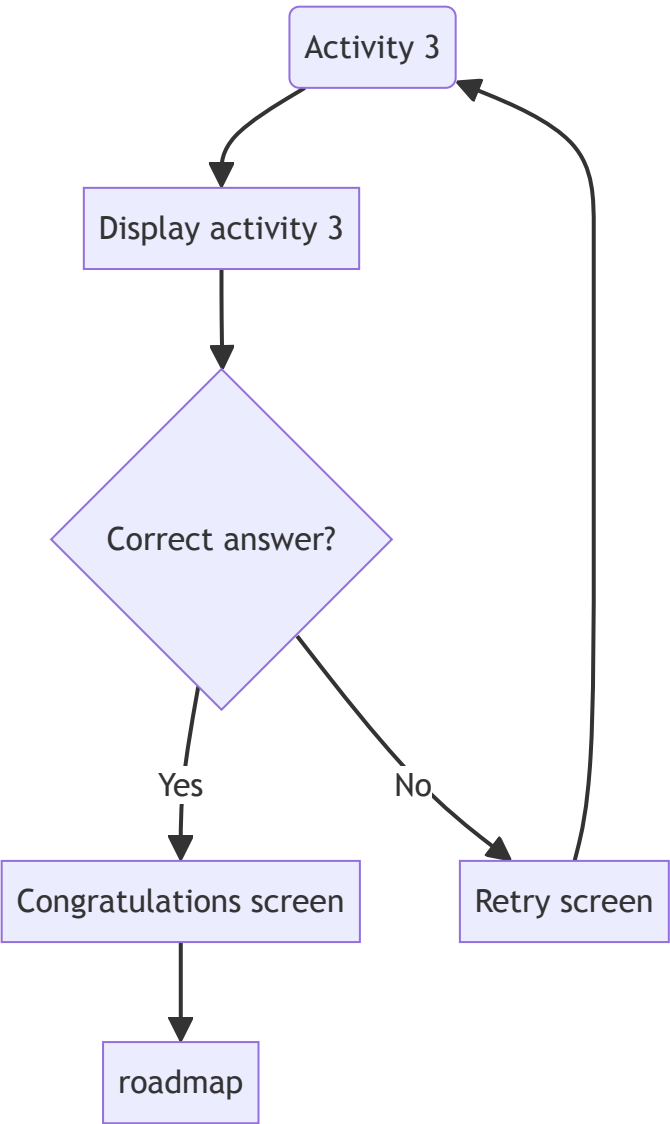 Activity 3
Display activity 3
Correct answer?
Yes
No
Congratulations screen
Retry screen
roadmap